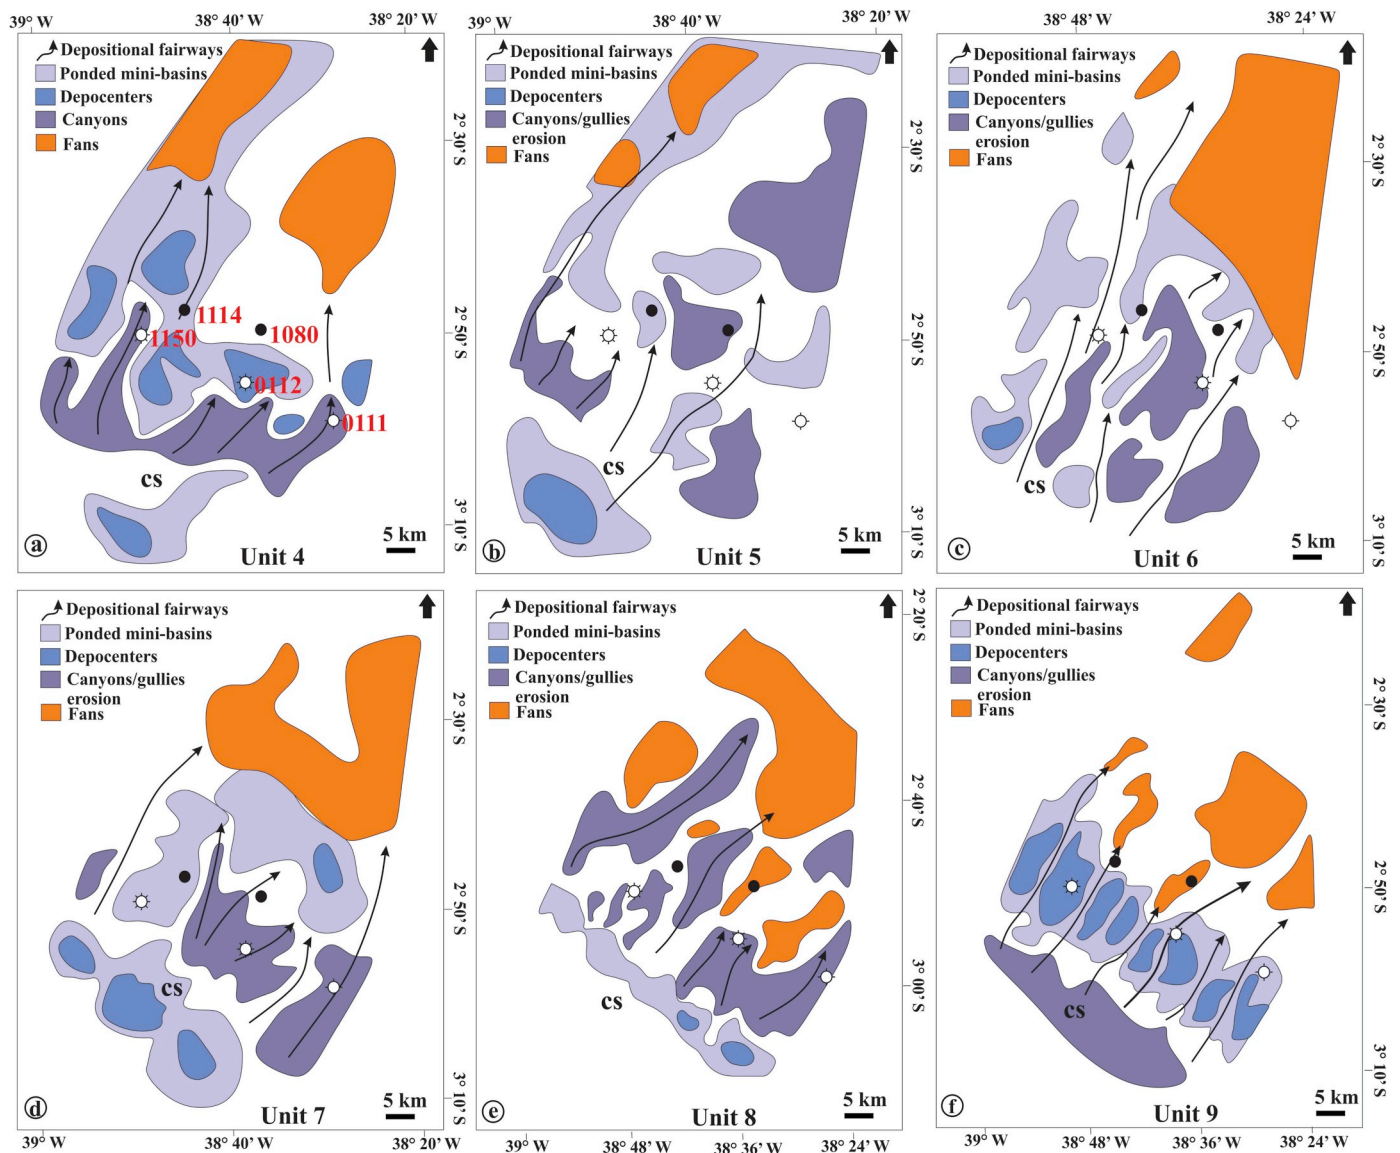 39° W
38° 40' W
38° 20' W
Depositional fairways
Ponded mini-basins
Depocenters
Canyons
Fans
2° 30' S
2° 50' S
3° 10' S
1114
1150
1080
0112
0111
cs
5 km
a
Unit 4
39° W
38° 40' W
38° 20' W
Depositional fairways
Ponded mini-basins
Depocenters
Canyons/gullies
erosion
Fans
2° 30' S
2° 50' S
3° 10' S
cs
5 km
b
Unit 5
38° 48' W
38° 24' W
Depositional fairways
Ponded mini-basins
Depocenters
Canyons/gullies
erosion
Fans
2° 30' S
2° 50' S
3° 10' S
cs
5 km
c
Unit 6
Depositional fairways
Ponded mini-basins
Depocenters
Canyons/gullies
erosion
Fans
2° 30' S
2° 50' S
3° 10' S
cs
5 km
d
Unit 7
39° W
38° 40' W
38° 20' W
Depositional fairways
Ponded mini-basins
Depocenters
Canyons/gullies
erosion
Fans
2° 20' S
2° 40' S
3° 00' S
cs
5 km
e
Unit 8
39° W
38° 48' W
38° 36' W
38° 24' W
Depositional fairways
Ponded mini-basins
Depocenters
Canyons/gullies
erosion
Fans
2° 30' S
2° 50' S
3° 10' S
cs
5 km
f
Unit 9
39° W
38° 48' W
38° 36' W
38° 24' W